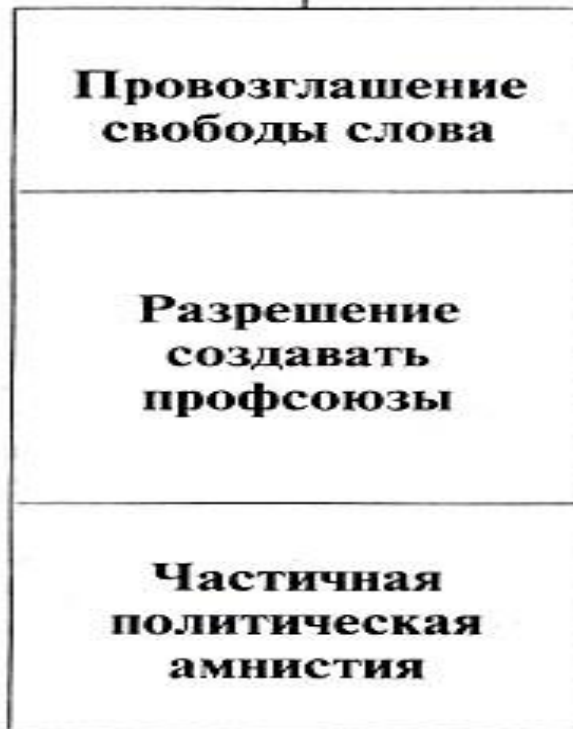 Провозглашение
свободы слова
Разрешение
создавать
профсоюзы
Частичная
политическая
амнистия